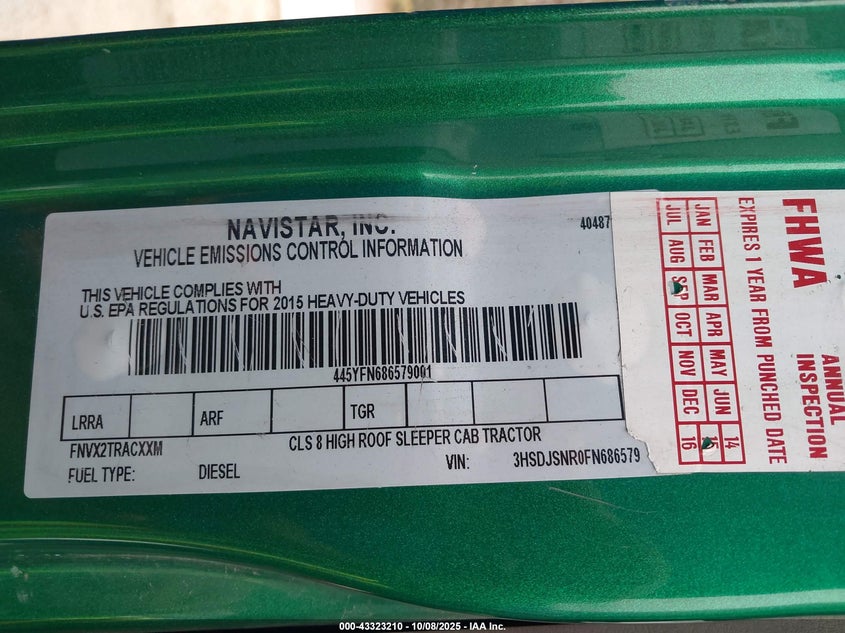 NAVISTAR, INC.
40487
VEHICLE EMISSIONS CONTROL INFORMATION
THIS VEHICLE COMPLIES WITH
U.S. EPA REGULATIONS FOR 2015 HEAVY-DUTY VEHICLES
445YFN686579001
LRRA ARF TGR
FNVX2TRACXXM
CLS 8 HIGH ROOF SLEEPER CAB TRACTOR
FUEL TYPE: DIESEL VIN: 3HSDJSNR0FN686579
ANNUAL
INSPECTION
FHWA
EXPIRES 1 YEAR FROM PUNCHED DATE
JAN FEB MAR APR MAY JUN 14
15
JUL AUG SEP OCT NOV DEC 16
000-43323210 - 10/08/2025 - IAA Inc.